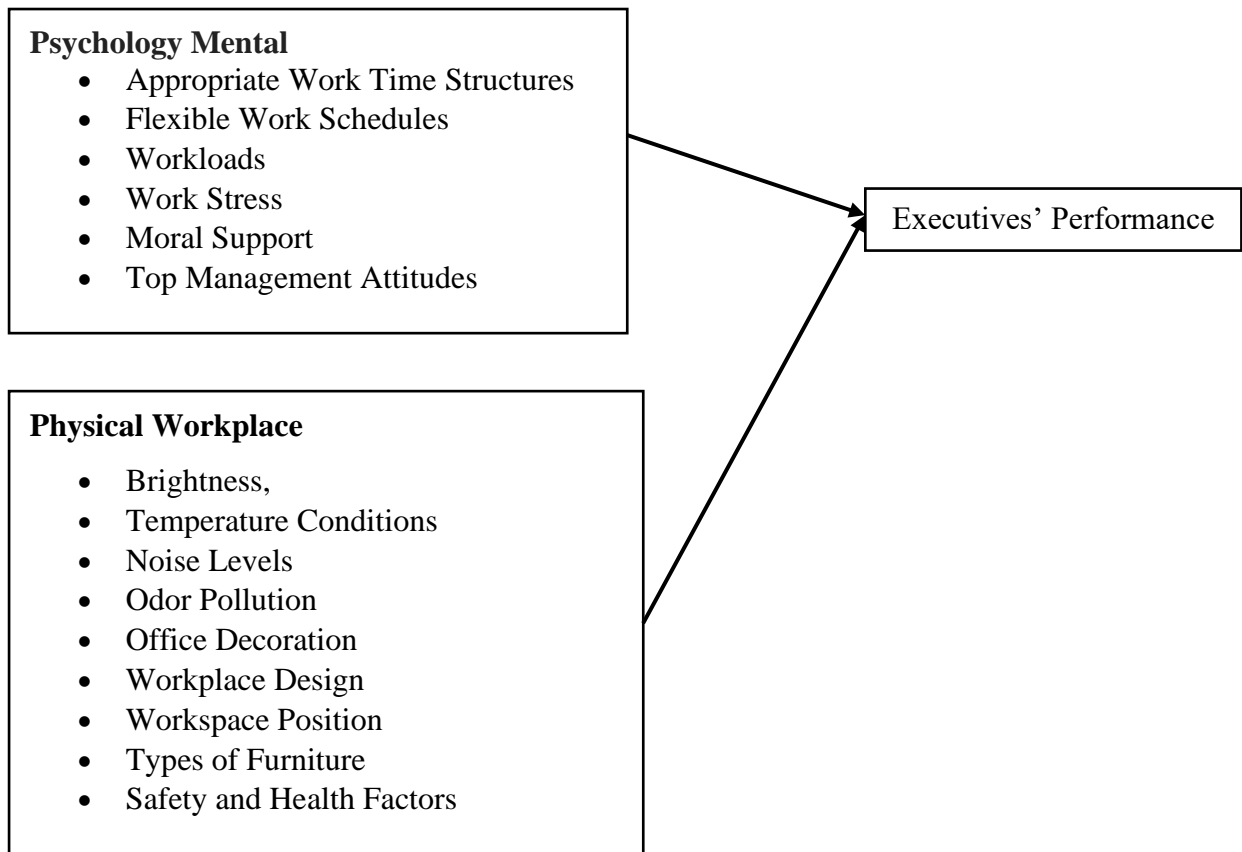 Psychology Mental
• Appropriate Work Time Structures
• Flexible Work Schedules
• Workloads
• Work Stress
• Moral Support
• Top Management Attitudes
Executives’ Performance
Physical Workplace
• Brightness,
• Temperature Conditions
• Noise Levels
• Odor Pollution
• Office Decoration
• Workplace Design
• Workspace Position
• Types of Furniture
• Safety and Health Factors